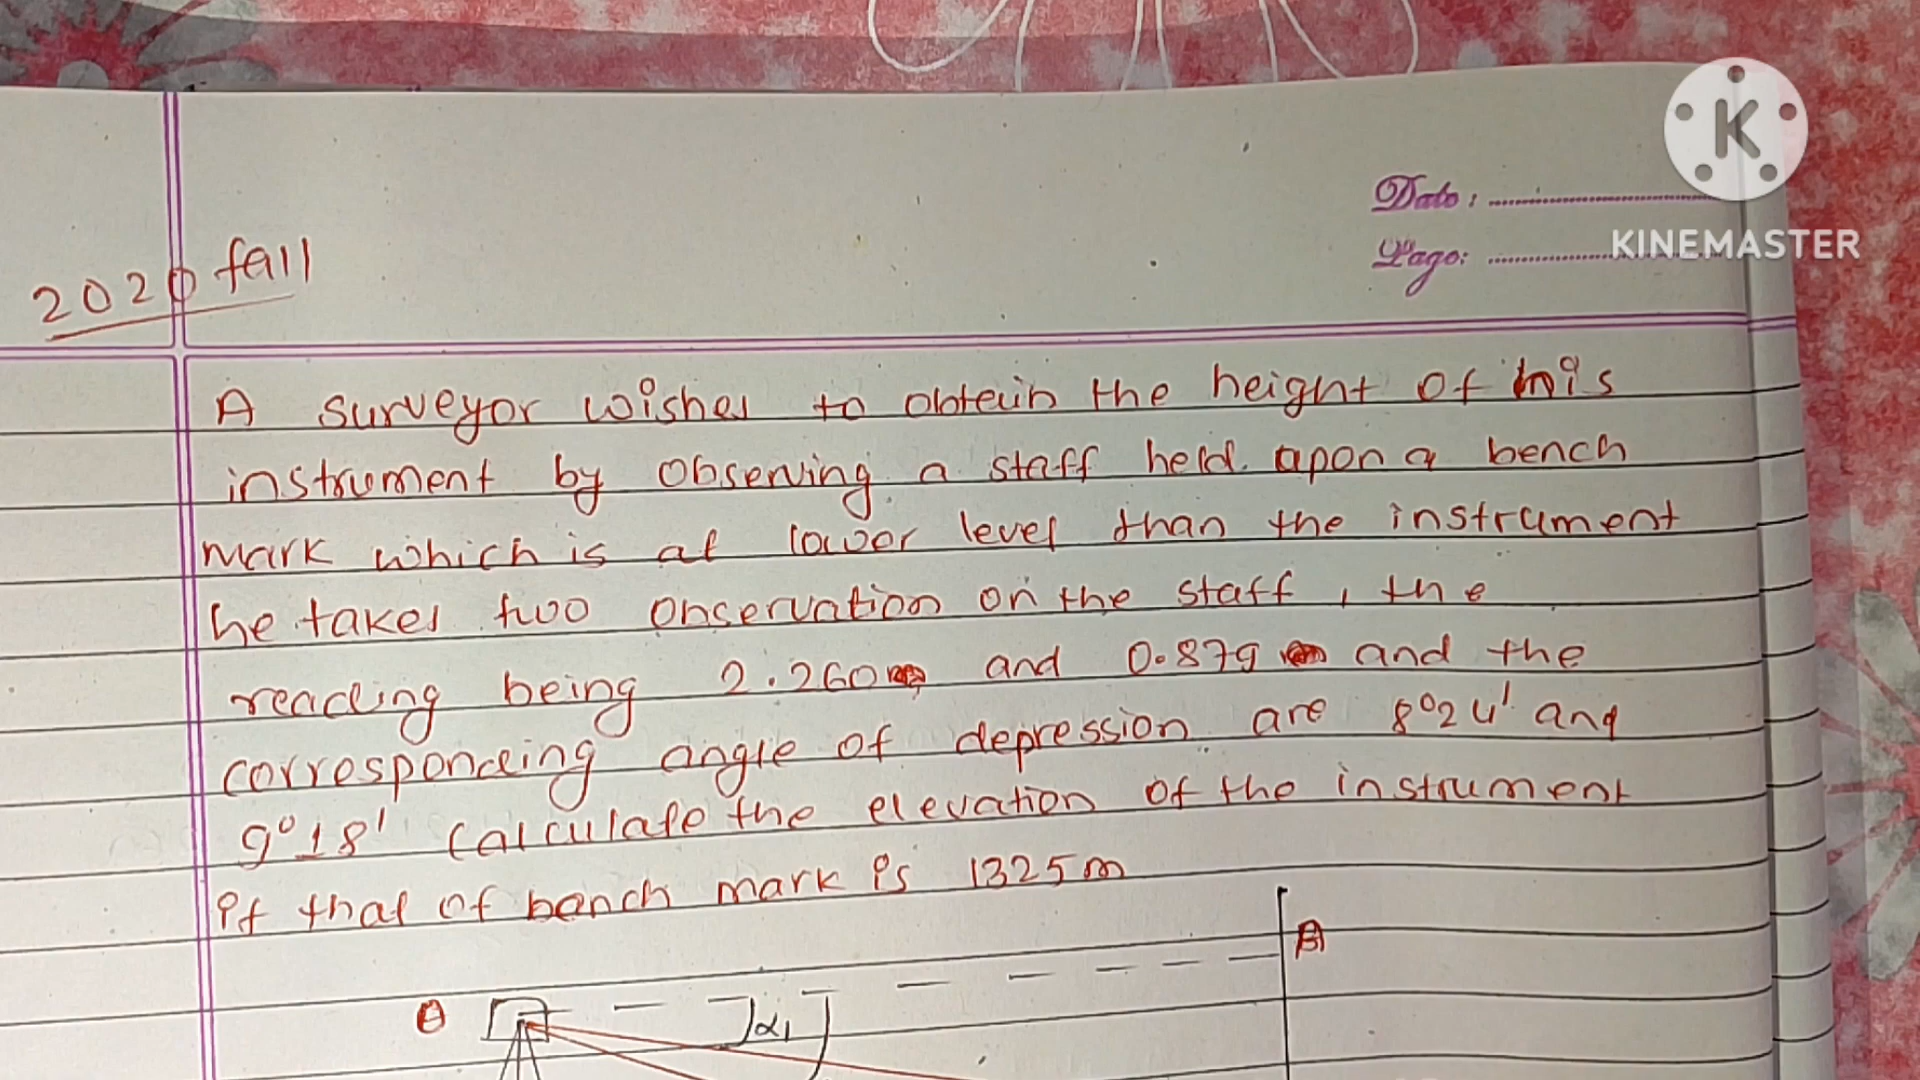 K
KINEMASTER
Date:
Page:
2020 fall
A surveyor wishes to obtein the height of his
instrument by observing a staff held upon a bench
mark which is at lower level than the instrument
he takes two observation on the staff, the
reading being 2.260m and 0.879 m and the
corresponding angle of depression are 8°24' and
9°18' calculate the elevation of the instrument
if that of bench mark is 1325m
A
O
α1